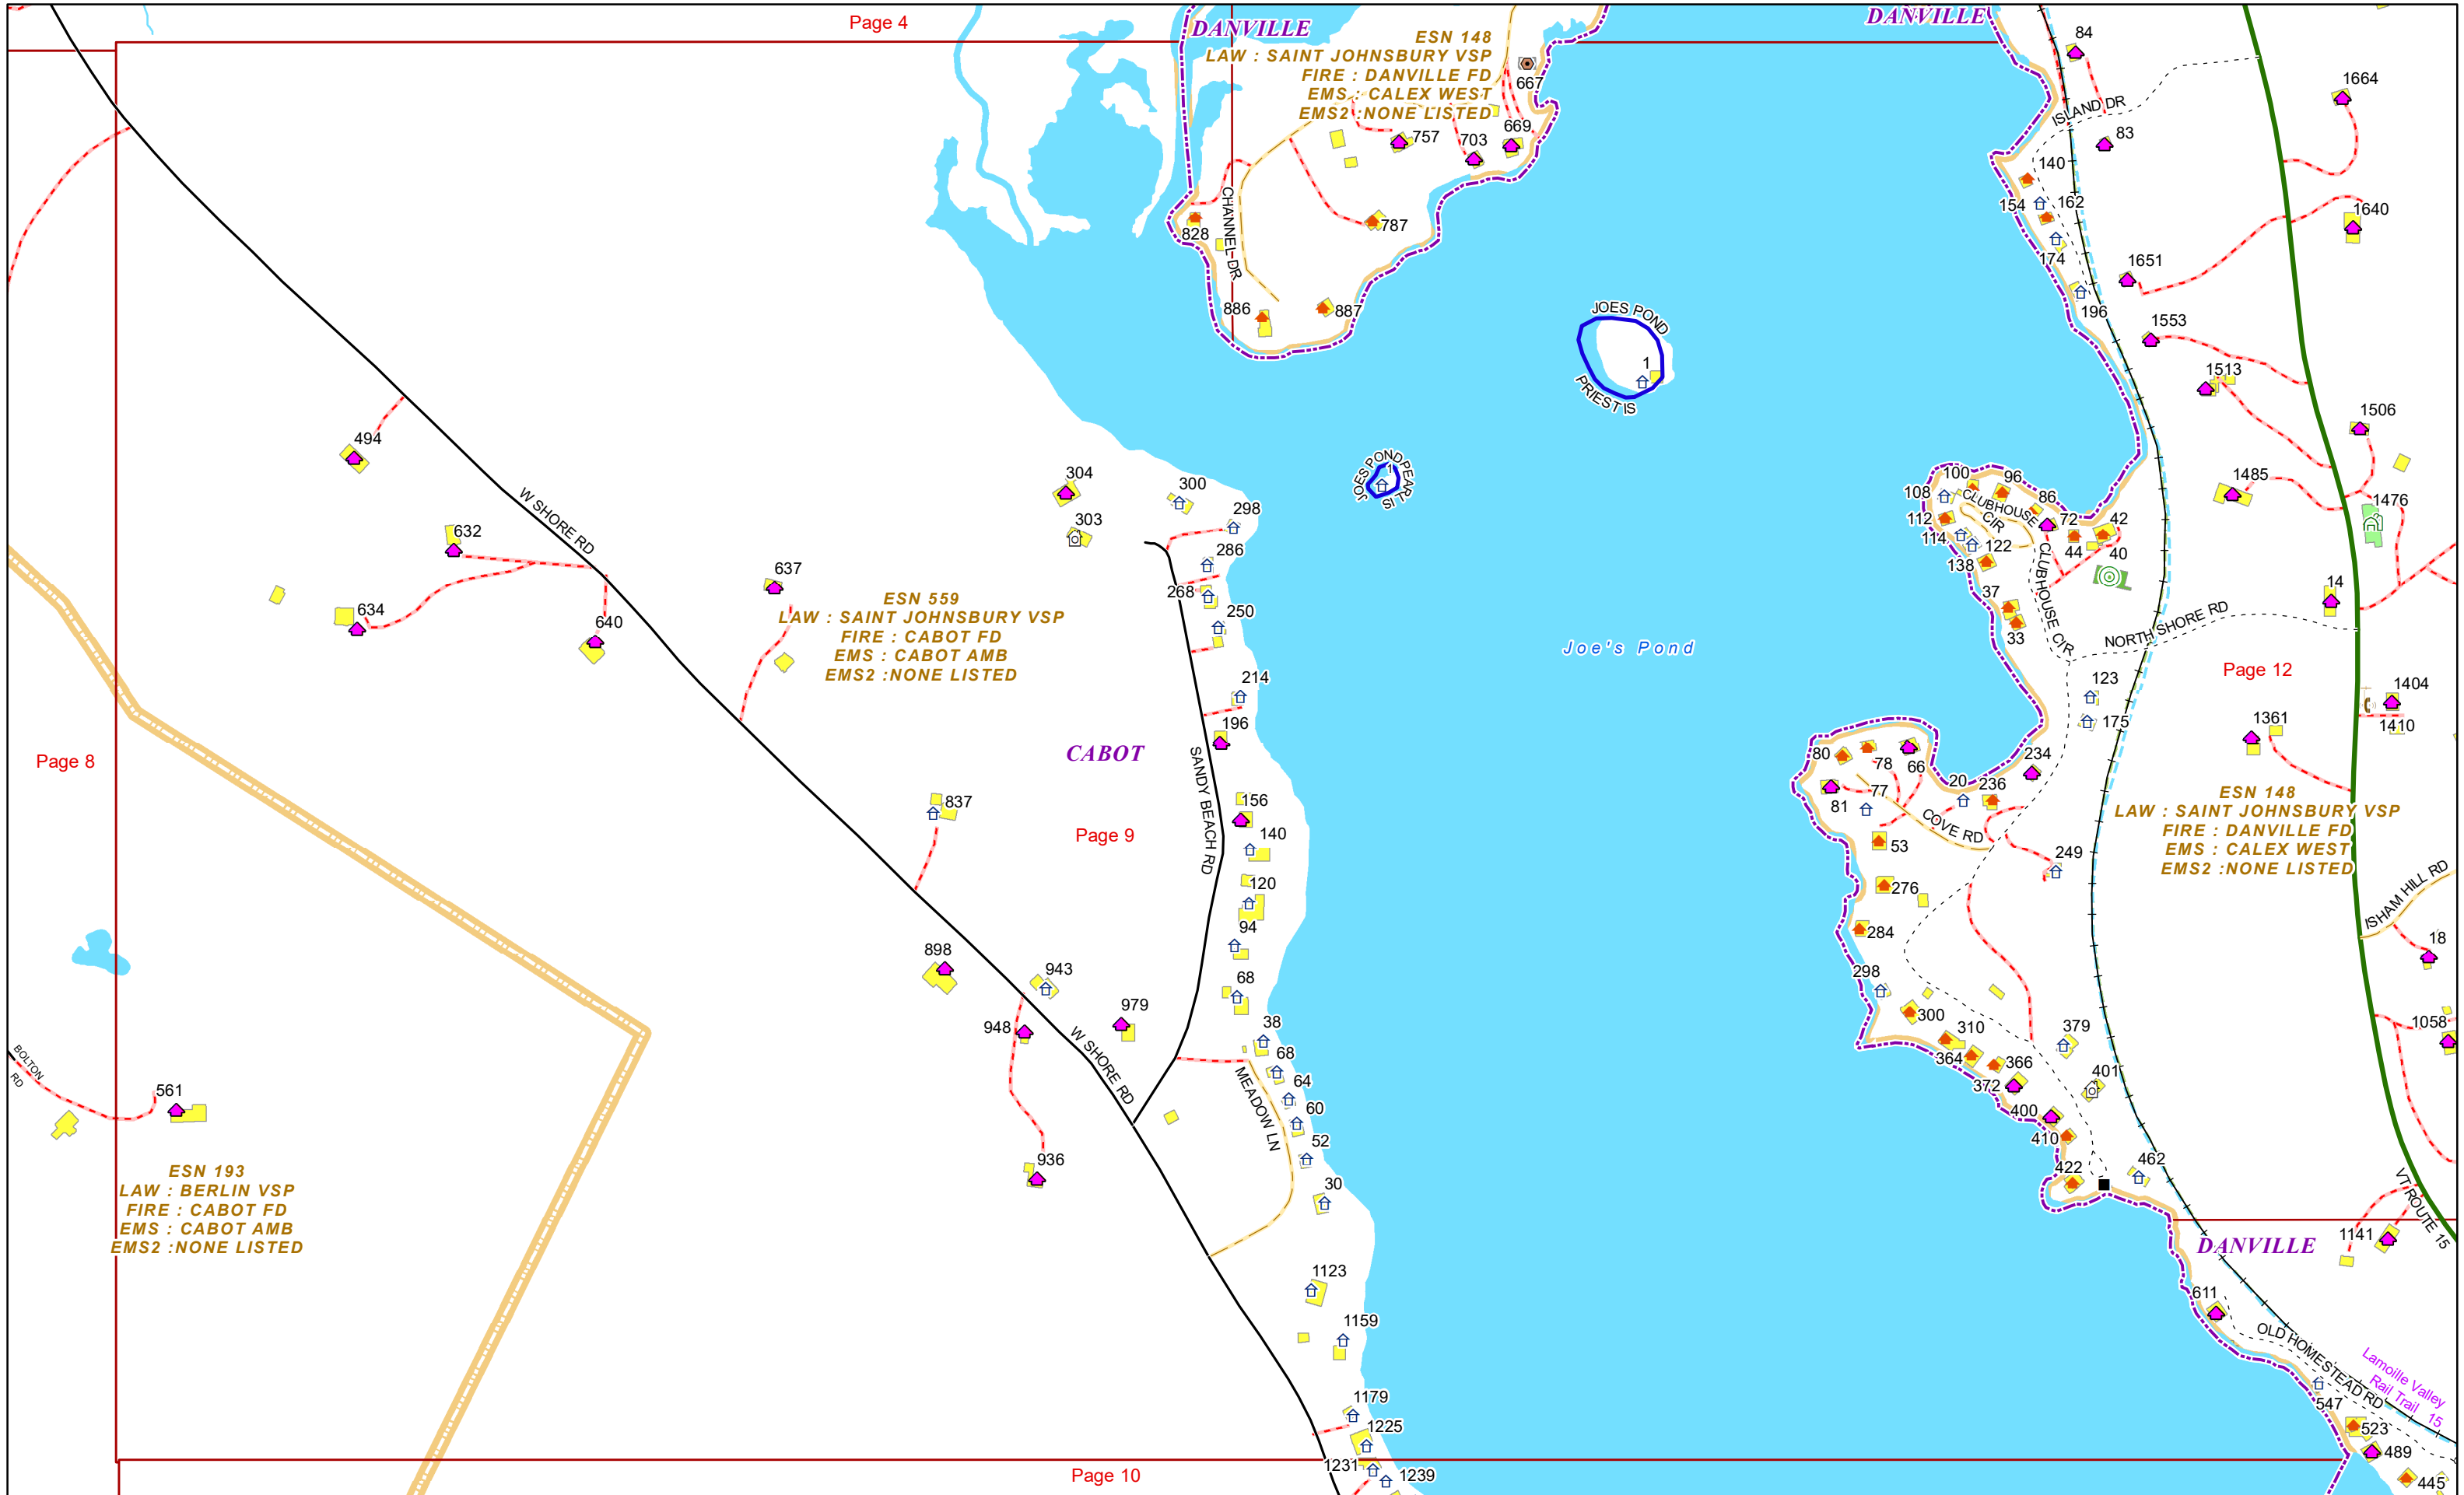 Page 4
DANVILLE
ESN 148
LAW : SAINT JOHNSBURY VSP
FIRE : DANVILLE FD
EMS : CALEX WEST
EMS2 :NONE LISTED
667
757
703
669
CHANNEL DR
828
787
886
887
DANVILLE
84
ISLAND DR
83
140
154
162
174
196
1664
1640
1651
1553
1513
1506
1485
1476
14
JOES POND
1
PRIEST IS
JOES POND
1
PEARL IS
494
W SHORE RD
632
634
640
637
304
303
300
298
286
268
250
214
196
ESN 559
LAW : SAINT JOHNSBURY VSP
FIRE : CABOT FD
EMS : CABOT AMB
EMS2 :NONE LISTED
Joe's Pond
100
96
108
CLUBHOUSE CIR
86
112
72
42
114
122
44
40
138
37
33
CLUBHOUSE CIR
NORTH SHORE RD
Page 12
123
175
1404
1410
1361
Page 8
CABOT
Page 9
SANDY BEACH RD
156
140
120
94
68
837
898
943
948
979
936
W SHORE RD
80
78
66
81
77
20
236
234
COVE RD
53
249
276
284
298
300
310
364
366
372
379
401
400
410
422
462
ESN 148
LAW : SAINT JOHNSBURY VSP
FIRE : DANVILLE FD
EMS : CALEX WEST
EMS2 :NONE LISTED
ISHAM HILL RD
18
1058
VT ROUTE 15
1141
38
68
64
60
52
30
MEADOW LN
BOLTON RD
561
ESN 193
LAW : BERLIN VSP
FIRE : CABOT FD
EMS : CABOT AMB
EMS2 :NONE LISTED
1123
1159
1179
1225
1231
1239
Page 10
DANVILLE
611
OLD HOMESTEAD RD
Lamoille Valley
Rail Trail 15
547
523
489
445